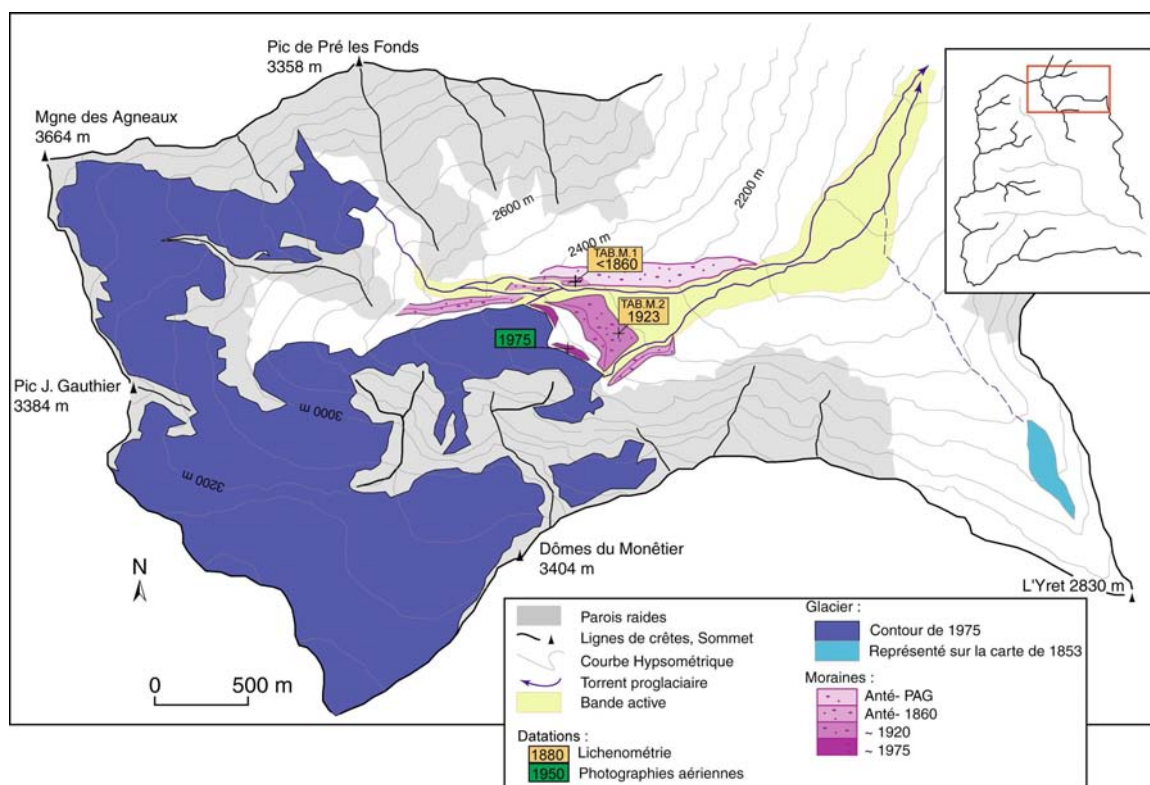 Pic de Pré les Fonds
3358 m
Mgne des Agneaux
3664 m
2600 m
2400 m
2200 m
TAB.M.1
<1860
TAB.M.2
1923
1975
Pic J. Gauthier
3384 m
3000 m
3200 m
N
Dômes du Monêtier
3404 m
L'Yret 2830 m
0 500 m
Parois raides
Lignes de crêtes, Sommet
Courbe Hypsométrique
Torrent proglaciaire
Bande active
Datations :
1880 Lichenométrie
1950 Photographies aériennes
Glacier :
Contour de 1975
Représenté sur la carte de 1853
Moraines :
Anté- PAG
Anté- 1860
~ 1920
~ 1975